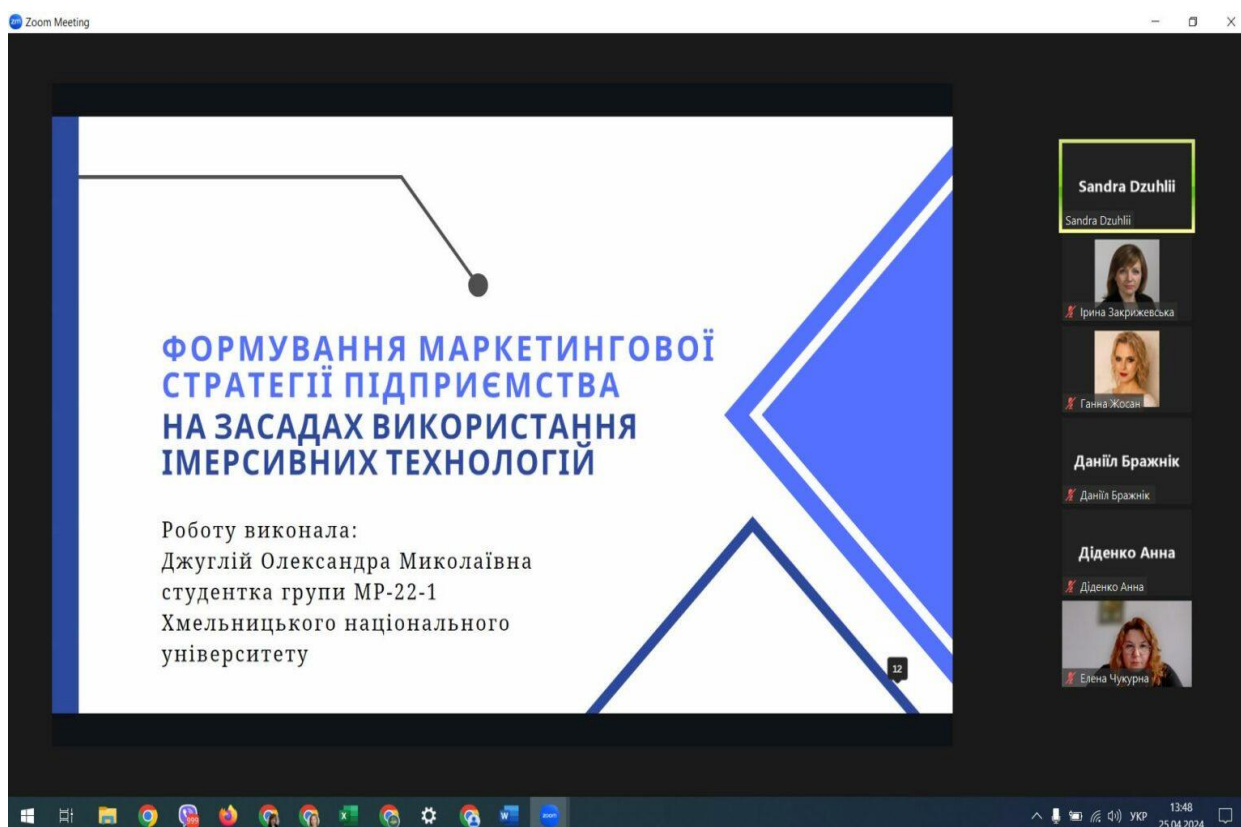 Zoom Meeting
ФОРМУВАННЯ МАРКЕТИНГОВОЇ
СТРАТЕГІЇ ПІДПРИЄМСТВА
НА ЗАСАДАХ ВИКОРИСТАННЯ
ІМЕРСИВНИХ ТЕХНОЛОГІЙ
Роботу виконала:
Джуглій Олександра Миколаївна
студентка групи МР-22-1
Хмельницького національного
університету
12
Sandra Dzuhlii
Sandra Dzuhlii
Ірина Закрижевська
Ганна Жосан
Даніїл Бражнік
Даніїл Бражнік
Діденко Анна
Діденко Анна
Елена Чукурна
999
zoom
УКР
13:48
25.04.2024